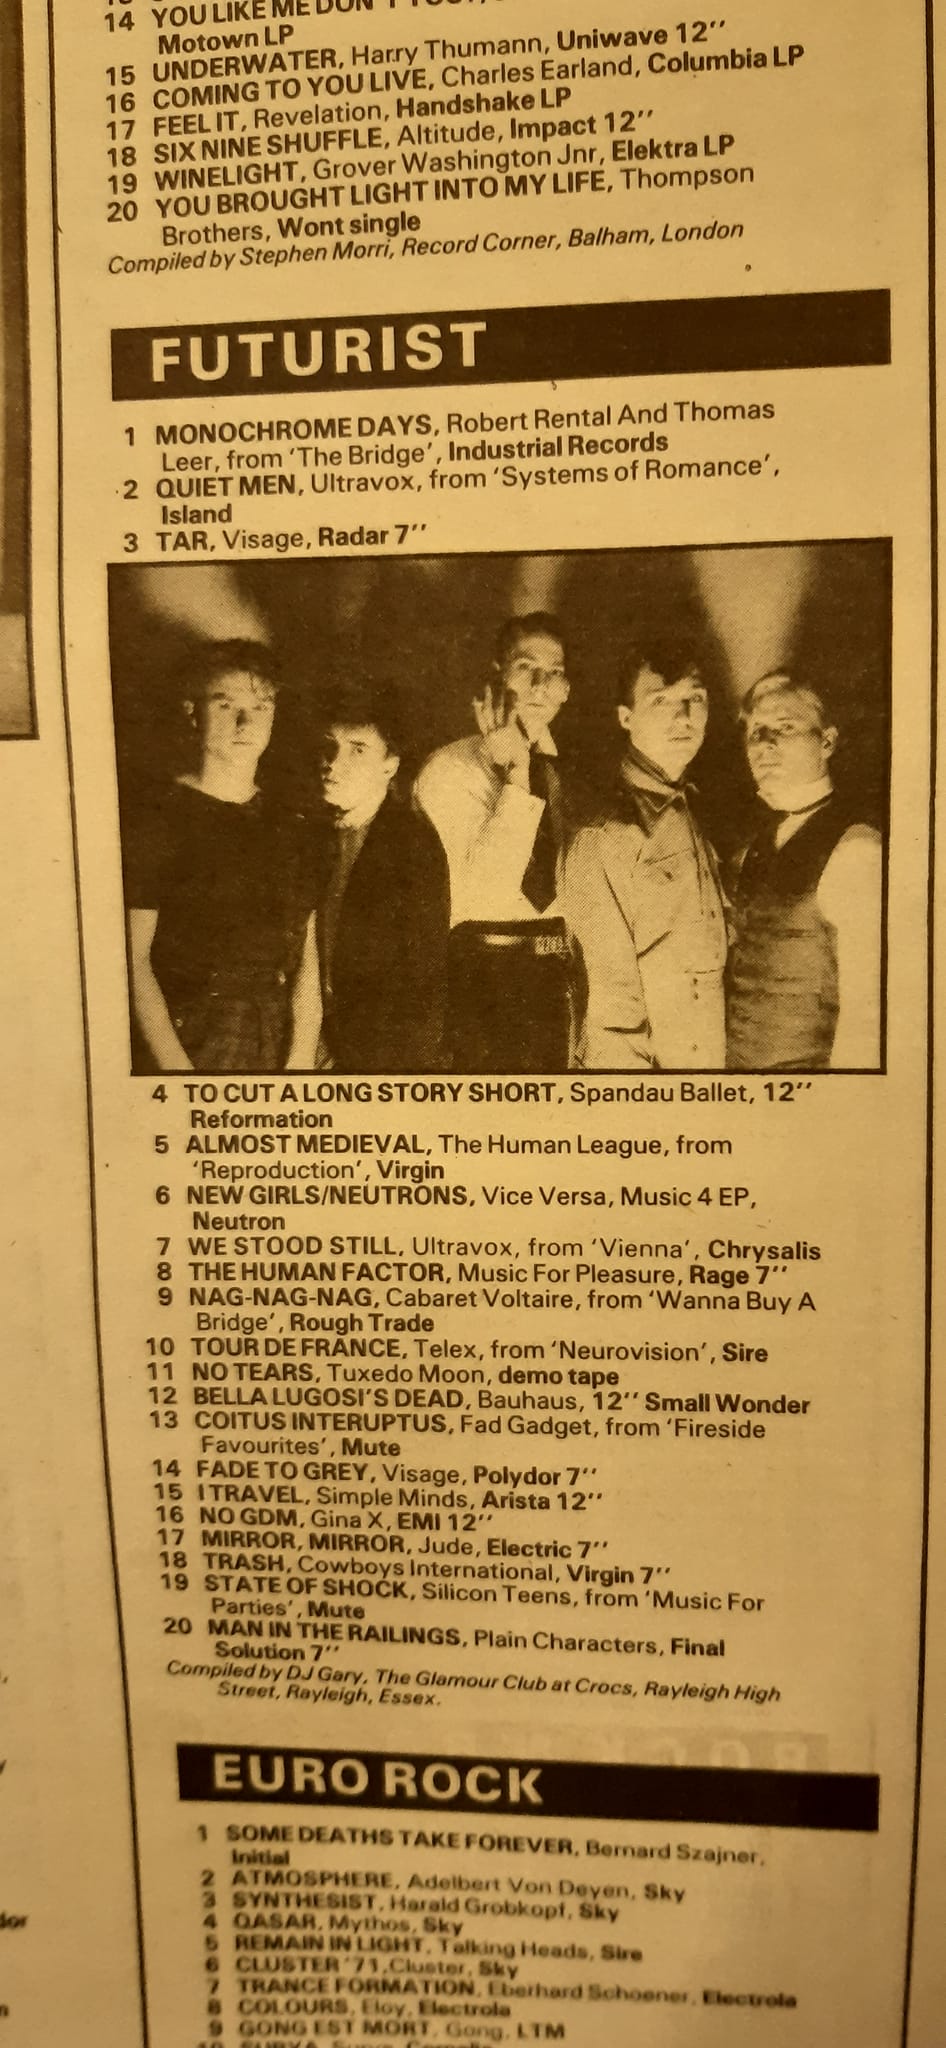 14 YOU LIKE ME DON'T YOU,
Motown LP
15 UNDERWATER, Harry Thumann, Uniwave 12''
16 COMING TO YOU LIVE, Charles Earland, Columbia LP
17 FEEL IT, Revelation, Handshake LP
18 SIX NINE SHUFFLE, Altitude, Impact 12''
19 WINELIGHT, Grover Washington Jnr, Elektra LP
20 YOU BROUGHT LIGHT INTO MY LIFE, Thompson
Brothers, Wont single
Compiled by Stephen Morri, Record Corner, Balham, London
FUTURIST
1 MONOCHROME DAYS, Robert Rental And Thomas
Leer, from ‘The Bridge’, Industrial Records
2 QUIET MEN, Ultravox, from ‘Systems of Romance’,
Island
3 TAR, Visage, Radar 7''
4 TO CUT A LONG STORY SHORT, Spandau Ballet, 12''
Reformation
5 ALMOST MEDIEVAL, The Human League, from
‘Reproduction’, Virgin
6 NEW GIRLS/NEUTRONS, Vice Versa, Music 4 EP,
Neutron
7 WE STOOD STILL, Ultravox, from ‘Vienna’, Chrysalis
8 THE HUMAN FACTOR, Music For Pleasure, Rage 7''
9 NAG-NAG-NAG, Cabaret Voltaire, from ‘Wanna Buy A
Bridge’, Rough Trade
10 TOUR DE FRANCE, Telex, from ‘Neurovision’, Sire
11 NO TEARS, Tuxedo Moon, demo tape
12 BELLA LUGOSI'S DEAD, Bauhaus, 12'' Small Wonder
13 COITUS INTERUPTUS, Fad Gadget, from ‘Fireside
Favourites’, Mute
14 FADE TO GREY, Visage, Polydor 7''
15 I TRAVEL, Simple Minds, Arista 12''
16 NO GDM, Gina X, EMI 12''
17 MIRROR, MIRROR, Jude, Electric 7''
18 TRASH, Cowboys International, Virgin 7''
19 STATE OF SHOCK, Silicon Teens, from ‘Music For
Parties’, Mute
20 MAN IN THE RAILINGS, Plain Characters, Final
Solution 7''
Compiled by DJ Gary, The Glamour Club at Crocs, Rayleigh High
Street, Rayleigh, Essex.
EURO ROCK
1 SOME DEATHS TAKE FOREVER, Bernard Szajner,
Initial
2 ATMOSPHERE, Adelbert Von Deyen, Sky
3 SYNTHESIST, Harald Grobkopf, Sky
4 QASAR, Mythos, Sky
5 REMAIN IN LIGHT, Talking Heads, Sire
6 CLUSTER '71, Cluster, Sky
7 TRANCE FORMATION, Eberhard Schoener, Electrola
8 COLOURS, Eloy, Electrola
9 GONG EST MORT, Gong, LTM